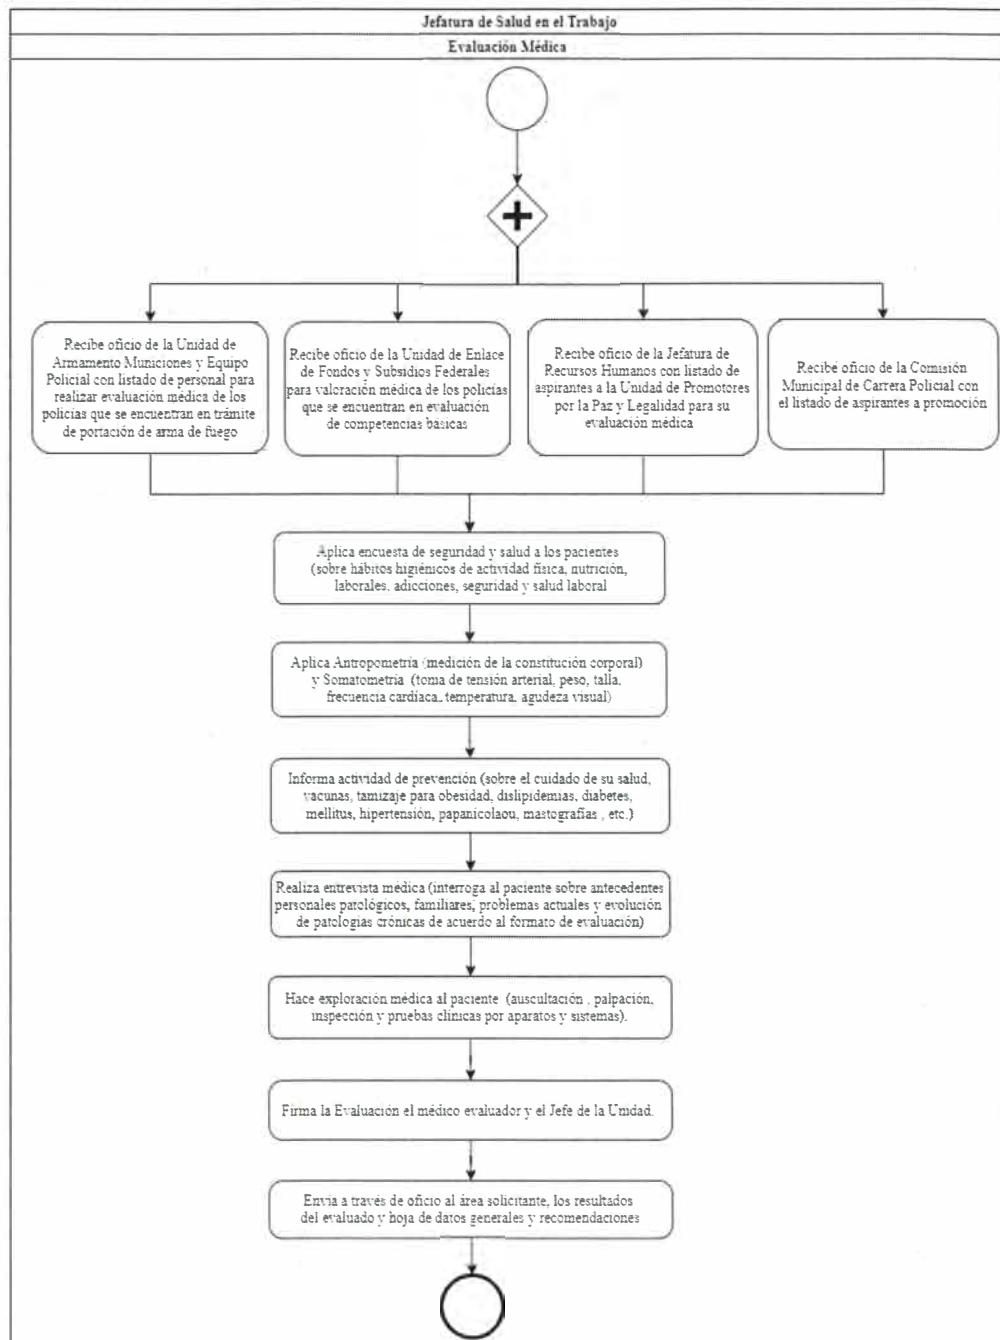 Jefatura de Salud en el Trabajo
Evaluación Médica
Recibe oficio de la Unidad de
Armamento Municiones y Equipo
Policial con listado de personal para
realizar evaluación médica de los
policías que se encuentran en trámite
de portación de arma de fuego
Recibe oficio de la Unidad de Enlace
de Fondos y Subsidios Federales
para valoración médica de los policías
que se encuentran en evaluación
de competencias básicas
Recibe oficio de la Jefatura de
Recursos Humanos con listado de
aspirantes a la Unidad de Promotores
por la Paz y Legalidad para su
evaluación médica
Recibe oficio de la Comisión
Municipal de Carrera Policial con
el listado de aspirantes a promoción
Aplica encuesta de seguridad y salud a los pacientes
(sobre hábitos higiénicos de actividad física, nutrición,
laborales, adicciones, seguridad y salud laboral
Aplica Antropometría (medición de la constitución corporal)
y Somatometría (toma de tensión arterial, peso, talla,
frecuencia cardíaca, temperatura, agudeza visual)
Informa actividad de prevención (sobre el cuidado de su salud,
vacunas, tamizaje para obesidad, dislipidemias, diabetes,
mellitus, hipertensión, papanicolaou, mastografías , etc.)
Realiza entrevista médica (interroga al paciente sobre antecedentes
personales patológicos, familiares, problemas actuales y evolución
de patologías crónicas de acuerdo al formato de evaluación)
Hace exploración médica al paciente (auscultación , palpación,
inspección y pruebas clínicas por aparatos y sistemas).
Firma la Evaluación el médico evaluador y el Jefe de la Unidad.
Envía a través de oficio al área solicitante, los resultados
del evaluado y hoja de datos generales y recomendaciones